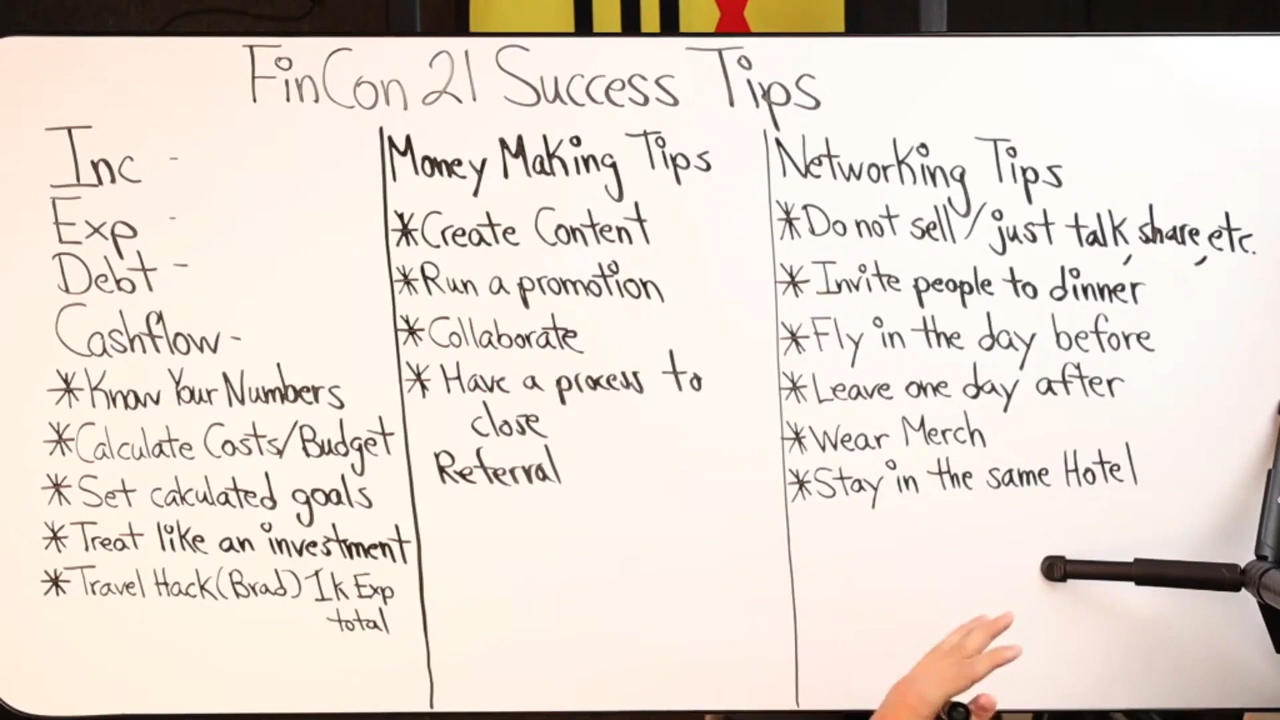 FinCon 21 Success Tips
Inc -
Exp -
Debt -
Cashflow -
*Know Your Numbers
*Calculate Costs/Budget
*Set calculated goals
*Treat like an investment
*Travel Hack(Brad) 1k Exp
total
Money Making Tips
*Create Content
*Run a promotion
*Collaborate
*Have a process to
close
Referral
Networking Tips
*Do not sell/just talk, share, etc.
*Invite people to dinner
*Fly in the day before
*Leave one day after
*Wear Merch
*Stay in the same Hotel